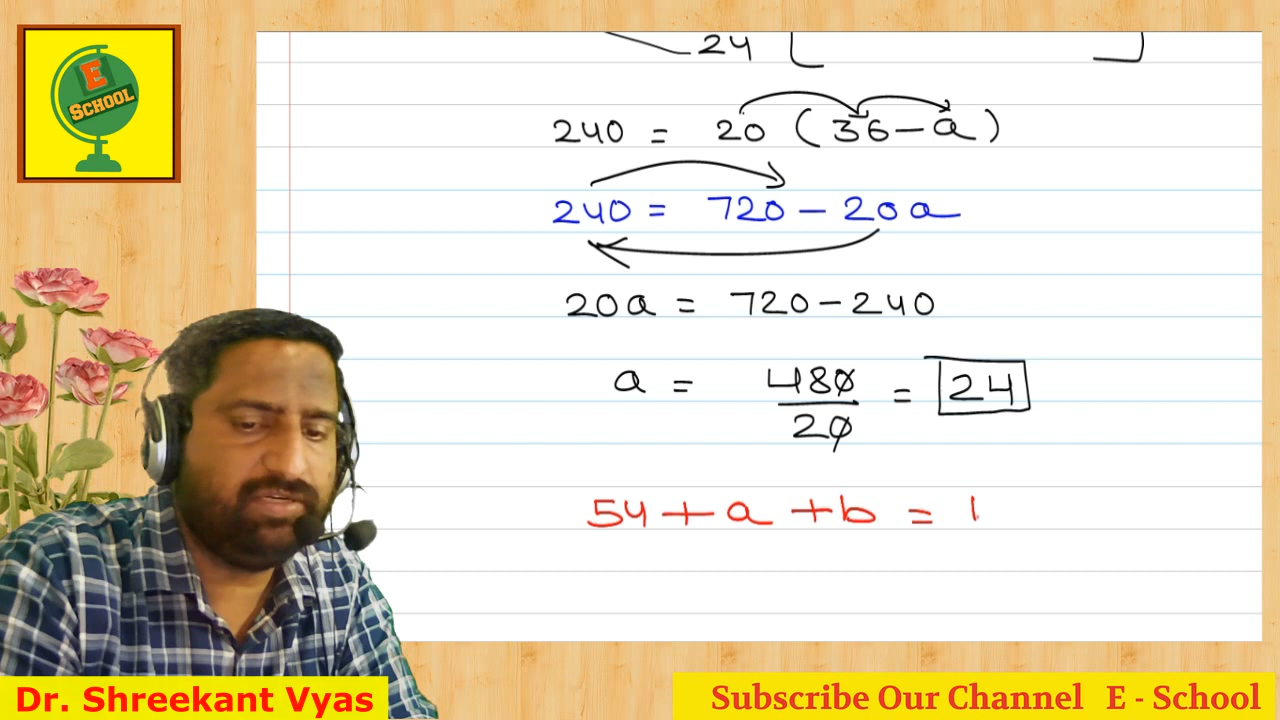 E
SCHOOL
24 [ ]
240 = 20 (36 - a)
240 = 720 - 20a
20a = 720 - 240
a = 480/20 = 24
54 + a + b = 1
Dr. Shreekant Vyas
Subscribe Our Channel E - School